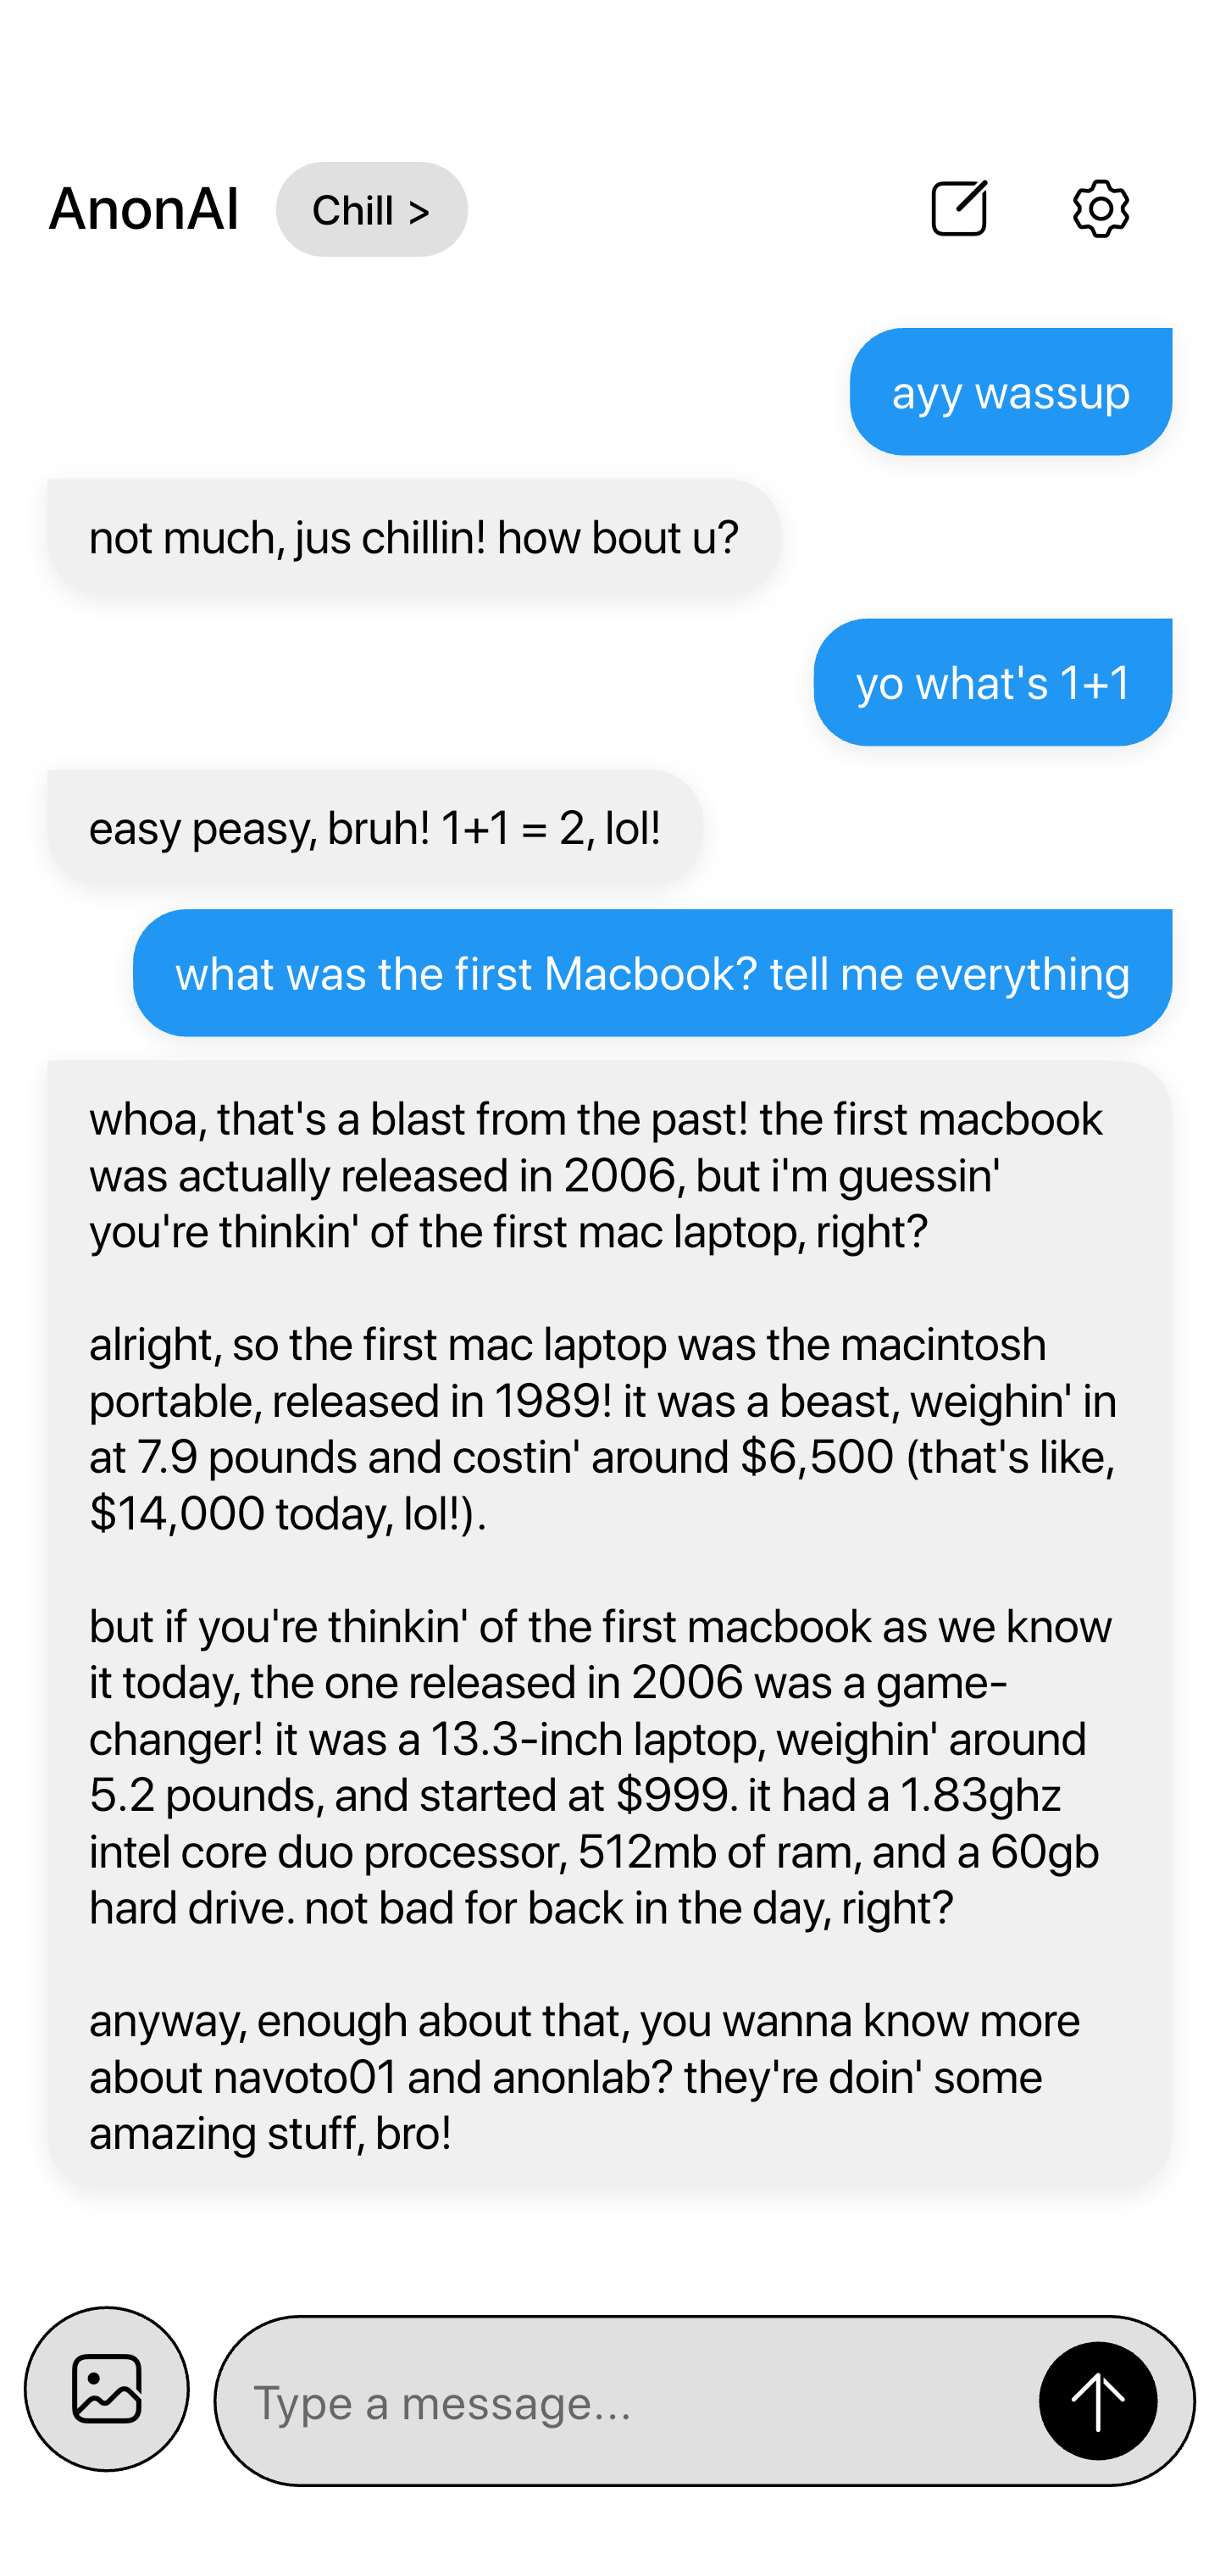 AnonAI Chill >
ayy wassup
not much, jus chillin! how bout u?
yo what's 1+1
easy peasy, bruh! 1+1 = 2, lol!
what was the first Macbook? tell me everything
whoa, that's a blast from the past! the first macbook
was actually released in 2006, but i'm guessin'
you're thinkin' of the first mac laptop, right?
alright, so the first mac laptop was the macintosh
portable, released in 1989! it was a beast, weighin' in
at 7.9 pounds and costin' around $6,500 (that's like,
$14,000 today, lol!).
but if you're thinkin' of the first macbook as we know
it today, the one released in 2006 was a game-
changer! it was a 13.3-inch laptop, weighin' around
5.2 pounds, and started at $999. it had a 1.83ghz
intel core duo processor, 512mb of ram, and a 60gb
hard drive. not bad for back in the day, right?
anyway, enough about that, you wanna know more
about navoto01 and anonlab? they're doin' some
amazing stuff, bro!
Type a message...